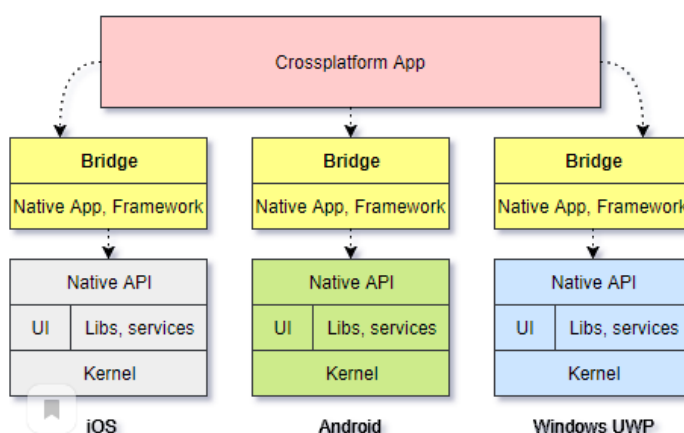 Crossplatform App
Bridge Bridge Bridge
Native App, Framework Native App, Framework Native App, Framework
Native API Native API Native API
UI Libs, services UI Libs, services UI Libs, services
Kernel Kernel Kernel
iOS Android Windows UWP